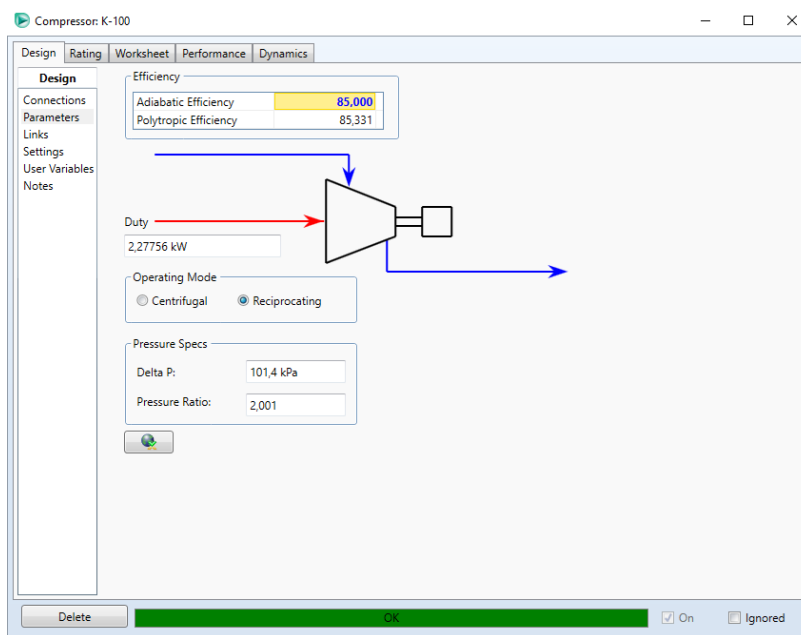 Compressor: K-100
Design Rating Worksheet Performance Dynamics
Design
Connections
Parameters
Links
Settings
User Variables
Notes
Efficiency
Adiabatic Efficiency 85,000
Polytropic Efficiency 85,331
Duty
2,27756 kW
Operating Mode
Centrifugal Reciprocating
Pressure Specs
Delta P: 101,4 kPa
Pressure Ratio: 2,001
Delete OK On Ignored